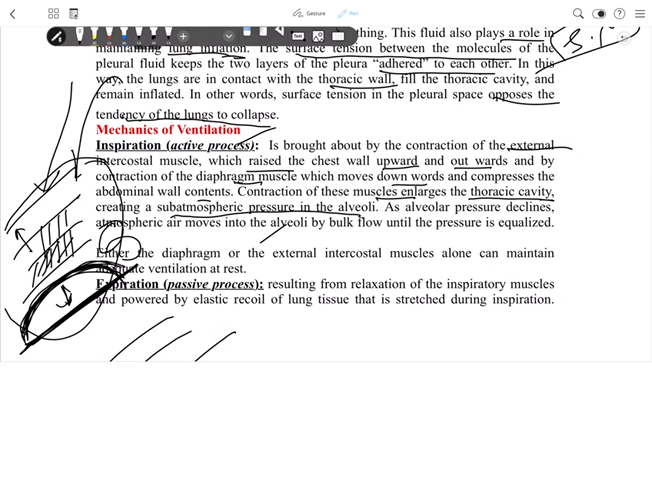 Gesture Pen
thing. This fluid also plays a role in
maintaining lung inflation. The surface tension between the molecules of the
pleural fluid keeps the two layers of the pleura “adhered” to each other. In this
way, the lungs are in contact with the thoracic wall, fill the thoracic cavity, and
remain inflated. In other words, surface tension in the pleural space opposes the
tendency of the lungs to collapse.
Mechanics of Ventilation
Inspiration (active process): Is brought about by the contraction of the external
intercostal muscle, which raised the chest wall upward and out wards and by
contraction of the diaphragm muscle which moves down words and compresses the
abdominal wall contents. Contraction of these muscles enlarges the thoracic cavity,
creating a subatmospheric pressure in the alveoli. As alveolar pressure declines,
atmospheric air moves into the alveoli by bulk flow until the pressure is equalized.
Either the diaphragm or the external intercostal muscles alone can maintain
adequate ventilation at rest.
Expiration (passive process): resulting from relaxation of the inspiratory muscles
and powered by elastic recoil of lung tissue that is stretched during inspiration.